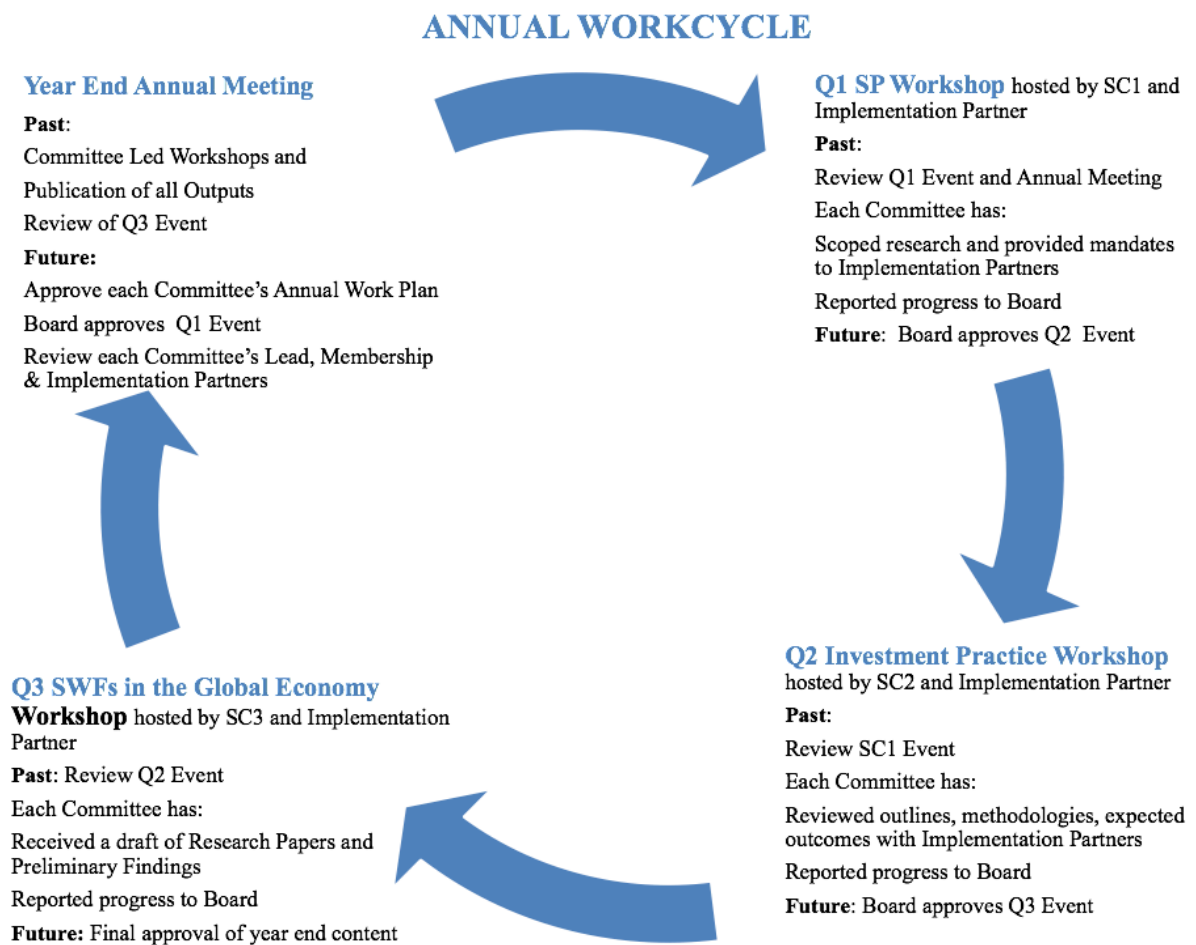 ANNUAL WORKCYCLE
Year End Annual Meeting
Past:
Committee Led Workshops and
Publication of all Outputs
Review of Q3 Event
Future:
Approve each Committee's Annual Work Plan
Board approves Q1 Event
Review each Committee's Lead, Membership
& Implementation Partners
Q1 SP Workshop hosted by SC1 and
Implementation Partner
Past:
Review Q1 Event and Annual Meeting
Each Committee has:
Scoped research and provided mandates
to Implementation Partners
Reported progress to Board
Future: Board approves Q2 Event
Q2 Investment Practice Workshop
hosted by SC2 and Implementation Partner
Past:
Review SC1 Event
Each Committee has:
Reviewed outlines, methodologies, expected
outcomes with Implementation Partners
Reported progress to Board
Future: Board approves Q3 Event
Q3 SWFs in the Global Economy
Workshop hosted by SC3 and Implementation
Partner
Past: Review Q2 Event
Each Committee has:
Received a draft of Research Papers and
Preliminary Findings
Reported progress to Board
Future: Final approval of year end content